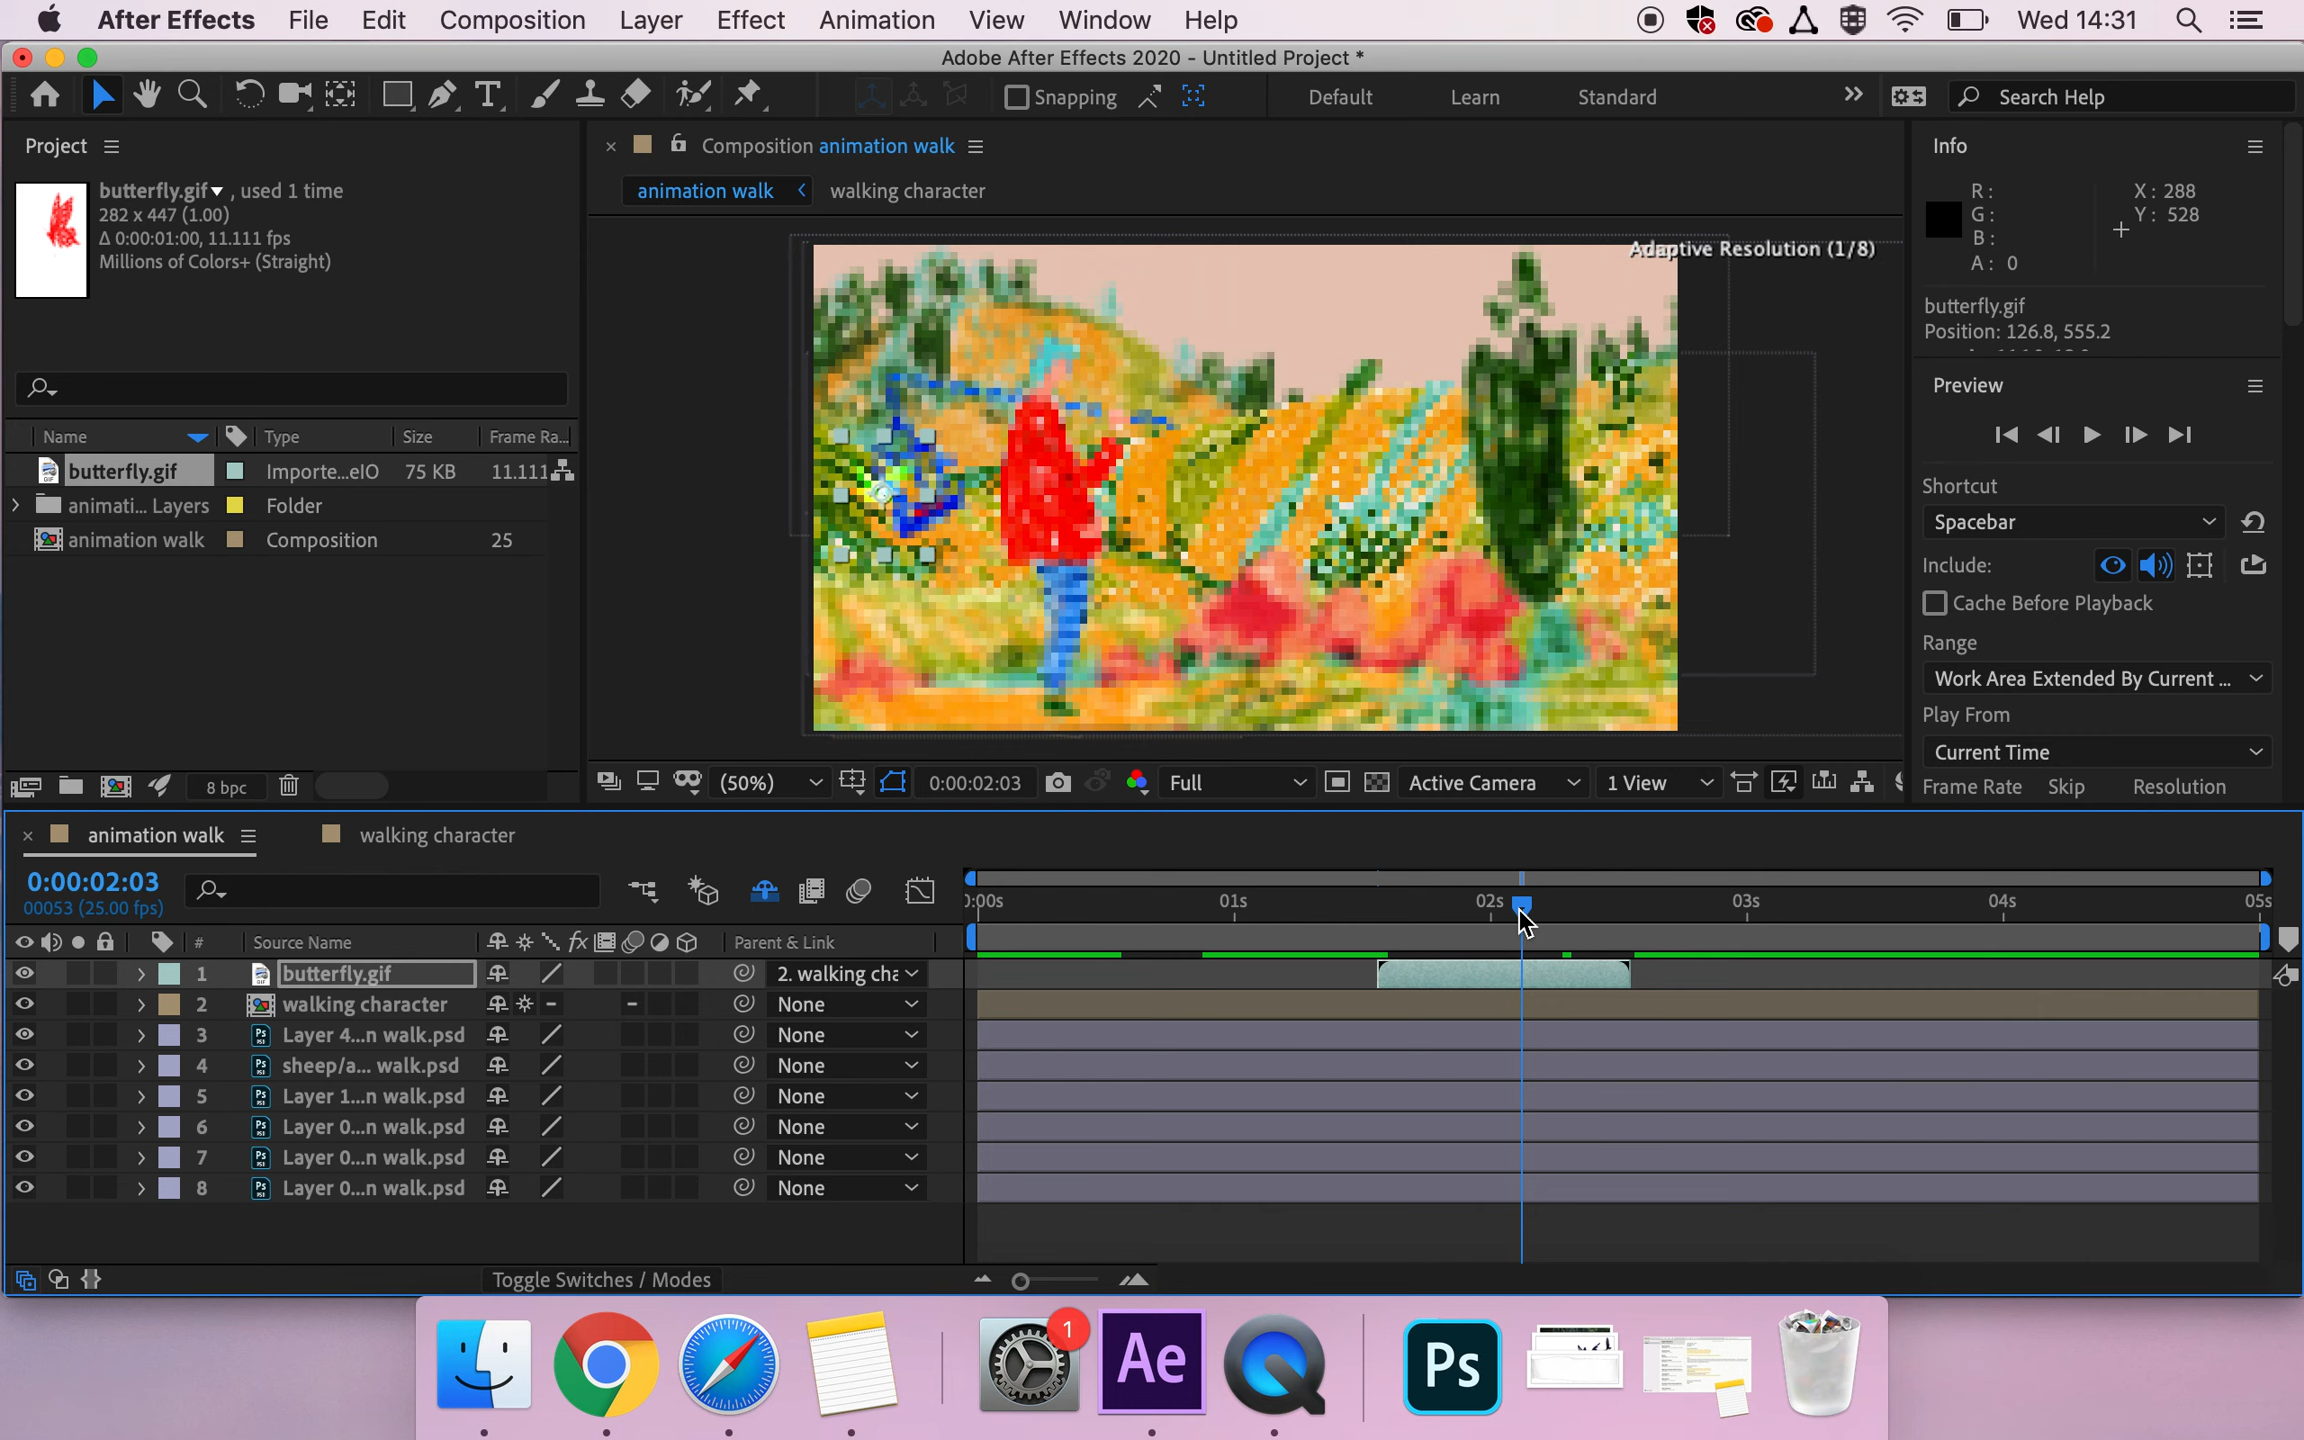 After Effects File Edit Composition Layer Effect Animation View Window Help Wed 14:31
Adobe After Effects 2020 - Untitled Project *
T Snapping Default Learn Standard Search Help
Project
butterfly.gif , used 1 time
282 x 447 (1.00)
Δ 0:00:01:00, 11.111 fps
Millions of Colors+ (Straight)
Name Type Size Frame Ra...
butterfly.gif Importe...eIO 75 KB 11.111
animati... Layers Folder
animation walk Composition 25
8 bpc
Composition animation walk
animation walk walking character
Adaptive Resolution (1/8)
(50%) 0:00:02:03 Full Active Camera 1 View
Info
R: X: 288
G: Y: 528
B:
A: 0
butterfly.gif
Position: 126.8, 555.2
Preview
Shortcut
Spacebar
Include:
Cache Before Playback
Range
Work Area Extended By Current ...
Play From
Current Time
Frame Rate Skip Resolution
animation walk walking character
0:00:02:03
00053 (25.00 fps)
):00s 01s 02s 03s 04s 05s
# Source Name fx Parent & Link
1 butterfly.gif 2. walking cha
2 walking character None
3 Ps Layer 4...n walk.psd None
4 Ps sheep/a... walk.psd None
5 Ps Layer 1...n walk.psd None
6 Ps Layer 0...n walk.psd None
7 Ps Layer 0...n walk.psd None
8 Ps Layer 0...n walk.psd None
Toggle Switches / Modes
1
Ae Ps